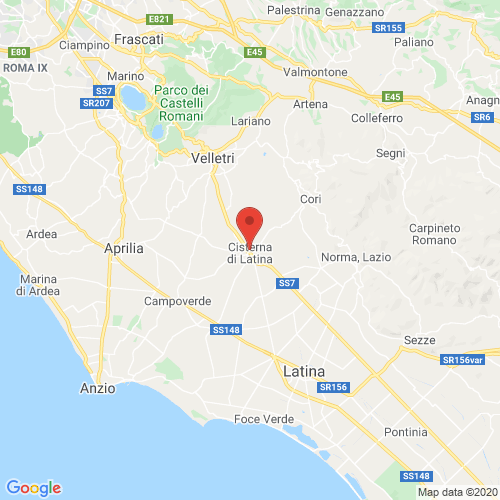 Palestrina
Genazzano
E821
SR155
Ciampino
Frascati
E80
E45
Paliano
ROMA IX
Marino
Valmontone
SS7
Parco dei
Castelli
Romani
SR207
Artena
E45
Anagn
Colleferro
SR6
Lariano
Velletri
Segni
SS148
Cori
Ardea
Carpineto
Romano
Aprilia
Cisterna
di Latina
Norma, Lazio
Marina
di Ardea
SS7
Campoverde
SS148
Sezze
SR156var
Latina
Anzio
SR156
Foce Verde
Pontinia
SS148
Google
Map data ©2020